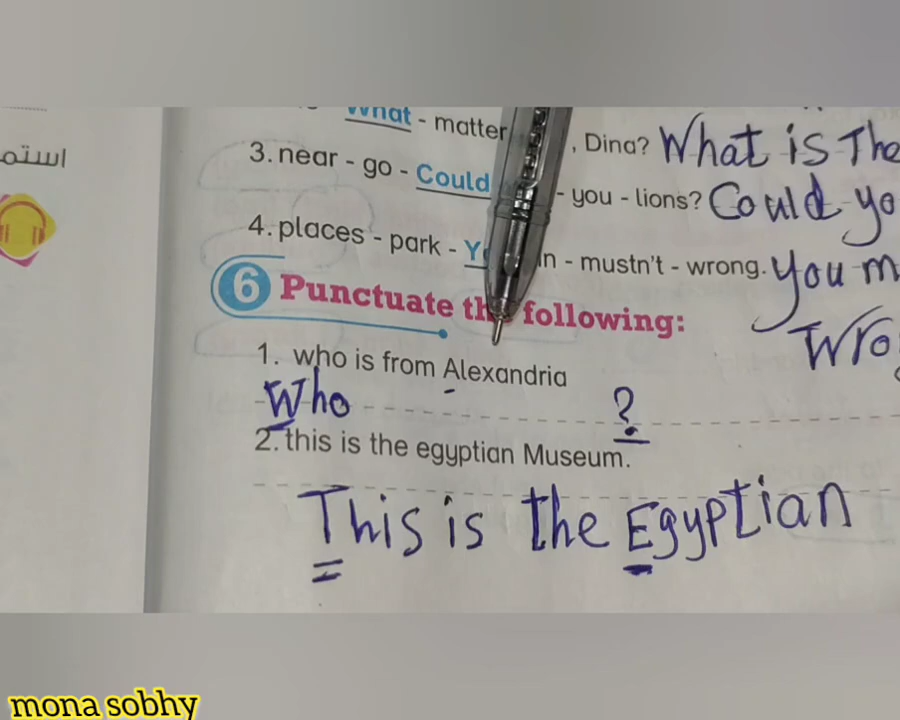 What - matter , Dina? What is The
3. near - go - Could - you - lions? Could yo
4. places - park - n - mustn't - wrong. You m
Wro
6 Punctuate the following:
1. who is from Alexandria
Who ?
2. this is the egyptian Museum.
This is the Egyptian
mona sobhy